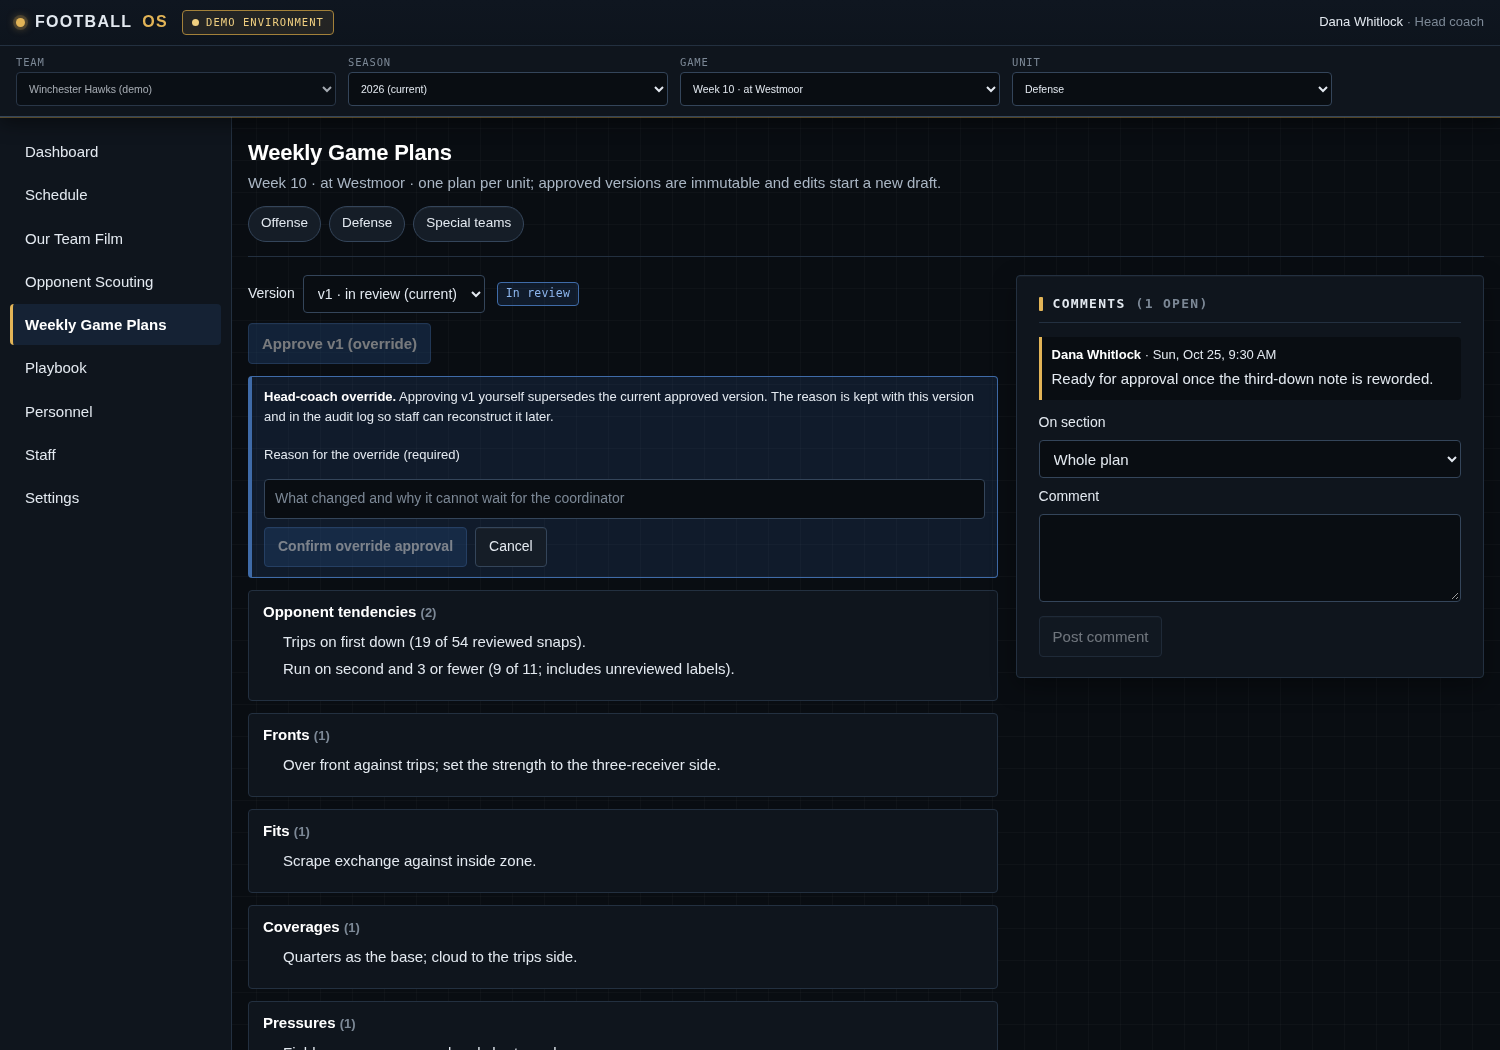 FOOTBALL OS
DEMO ENVIRONMENT
Dana Whitlock · Head coach
TEAM
Winchester Hawks (demo)
SEASON
2026 (current)
GAME
Week 10 · at Westmoor
UNIT
Defense
Dashboard
Schedule
Our Team Film
Opponent Scouting
Weekly Game Plans
Playbook
Personnel
Staff
Settings
Weekly Game Plans
Week 10 · at Westmoor · one plan per unit; approved versions are immutable and edits start a new draft.
Offense
Defense
Special teams
Version
v1 · in review (current)
In review
Approve v1 (override)
Head-coach override. Approving v1 yourself supersedes the current approved version. The reason is kept with this version
and in the audit log so staff can reconstruct it later.
Reason for the override (required)
What changed and why it cannot wait for the coordinator
Confirm override approval
Cancel
Opponent tendencies (2)
Trips on first down (19 of 54 reviewed snaps).
Run on second and 3 or fewer (9 of 11; includes unreviewed labels).
Fronts (1)
Over front against trips; set the strength to the three-receiver side.
Fits (1)
Scrape exchange against inside zone.
Coverages (1)
Quarters as the base; cloud to the trips side.
Pressures (1)
COMMENTS (1 OPEN)
Dana Whitlock · Sun, Oct 25, 9:30 AM
Ready for approval once the third-down note is reworded.
On section
Whole plan
Comment
Post comment